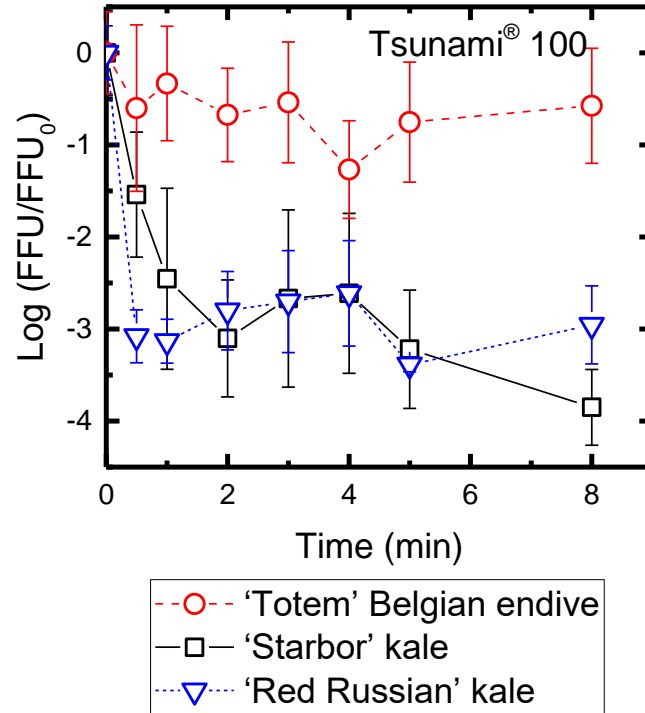 Tsunami® 100
Log (FFU/FFU₀)
0
-1
-2
-3
-4
0 2 4 6 8
Time (min)
‘Totem’ Belgian endive
‘Starbor’ kale
‘Red Russian’ kale